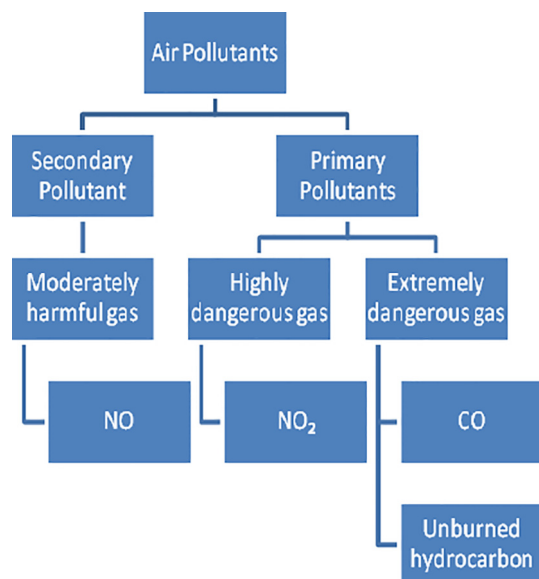 Air Pollutants
Secondary
Pollutant
Primary
Pollutants
Moderately
harmful gas
Highly
dangerous gas
Extremely
dangerous gas
NO
NO₂
CO
Unburned
hydrocarbon